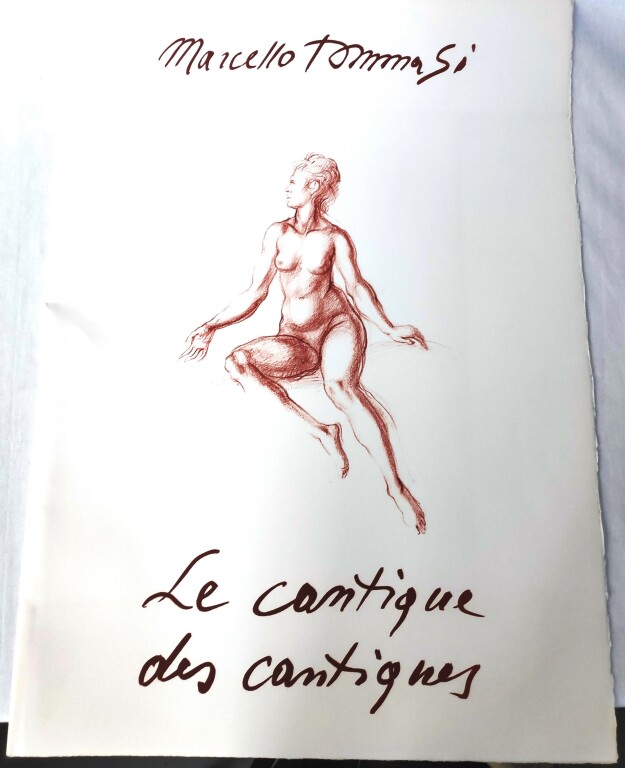 Marcello Tommasi
Le cantique
des cantiques